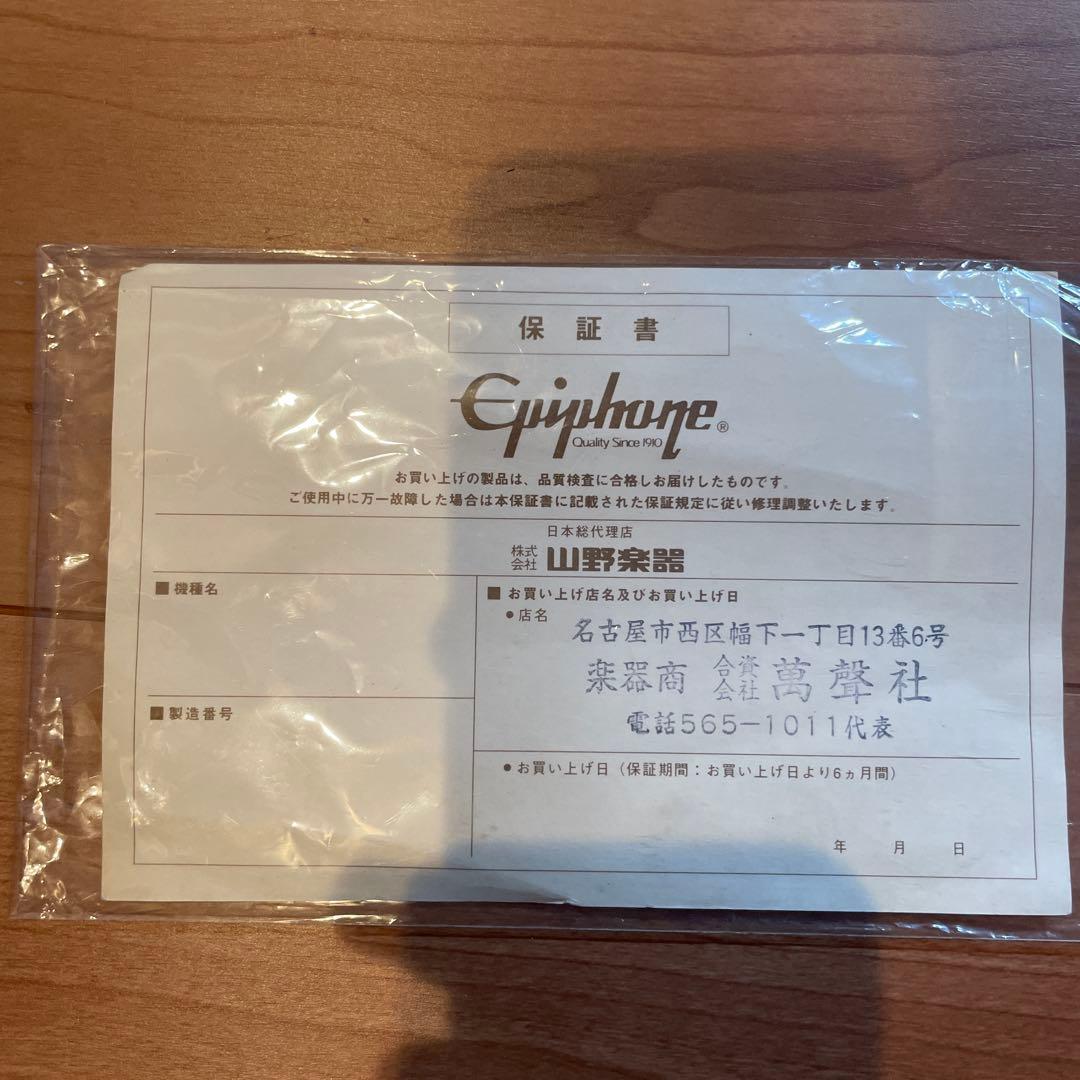 保証書
Epiphone®
Quality Since 1910
お買い上げの製品は、品質検査に合格しお届けしたものです。
ご使用中に万一故障した場合は本保証書に記載された保証規定に従い修理調整いたします。
日本総代理店
株式会社 山野楽器
■機種名
■製造番号
■お買い上げ店名及びお買い上げ日
●店名
名古屋市西区幅下一丁目13番6号
楽器商 合資会社 萬聲社
電話565-1011代表
●お買い上げ日（保証期間：お買い上げ日より6ヵ月間）
年 月 日